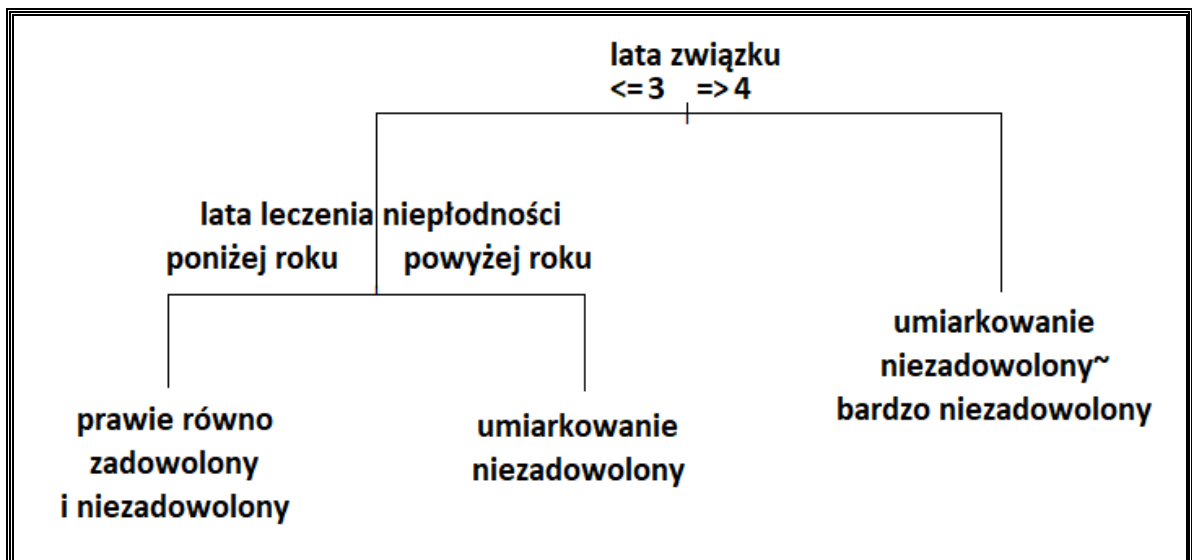 lata związku
<= 3 => 4
lata leczenia niepłodności
poniżej roku powyżej roku
prawie równo
zadowolony
i niezadowolony
umiarkowanie
niezadowolony
umiarkowanie
niezadowolony~
bardzo niezadowolony